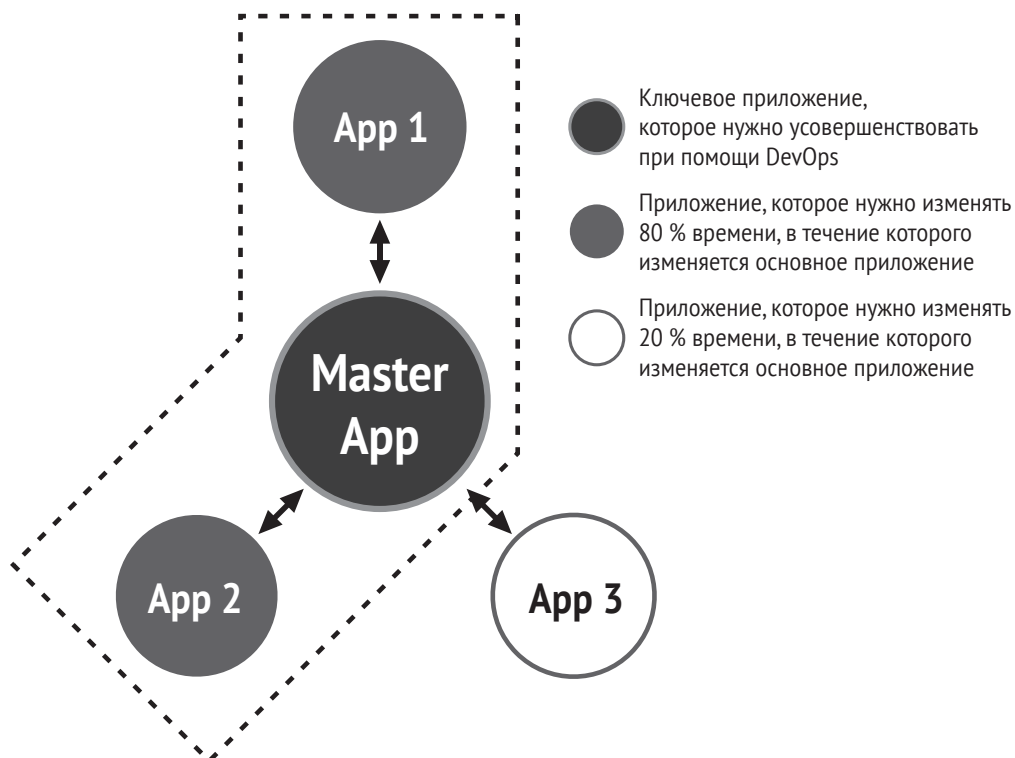 App 1
Master
App
App 2
App 3
Ключевое приложение,
которое нужно усовершенствовать
при помощи DevOps
Приложение, которое нужно изменять
80 % времени, в течение которого
изменяется основное приложение
Приложение, которое нужно изменять
20 % времени, в течение которого
изменяется основное приложение